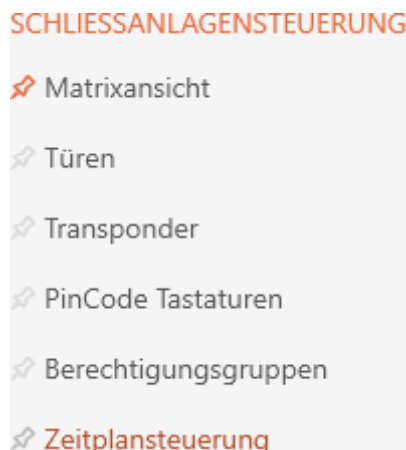 SCHLIESSANLAGENSTEUERUNG
Matrixansicht
Türen
Transponder
PinCode Tastaturen
Berechtigungsgruppen
Zeitplansteuerung